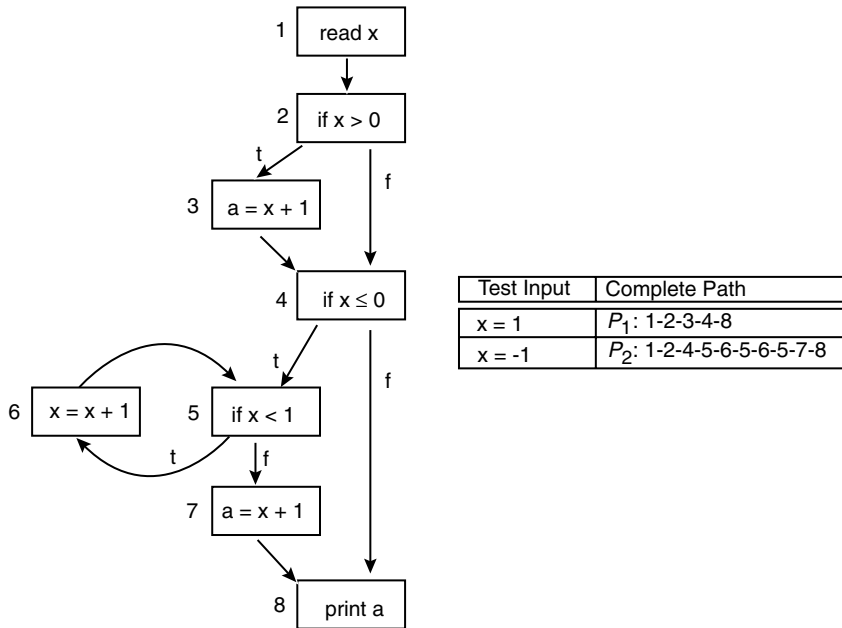 1 read x
2 if x > 0
t
f
3 a = x + 1
4 if x ≤ 0
t
f
6 x = x + 1
5 if x < 1
t
f
7 a = x + 1
8 print a
Test Input Complete Path
x = 1 P1: 1-2-3-4-8
x = -1 P2: 1-2-4-5-6-5-6-5-7-8